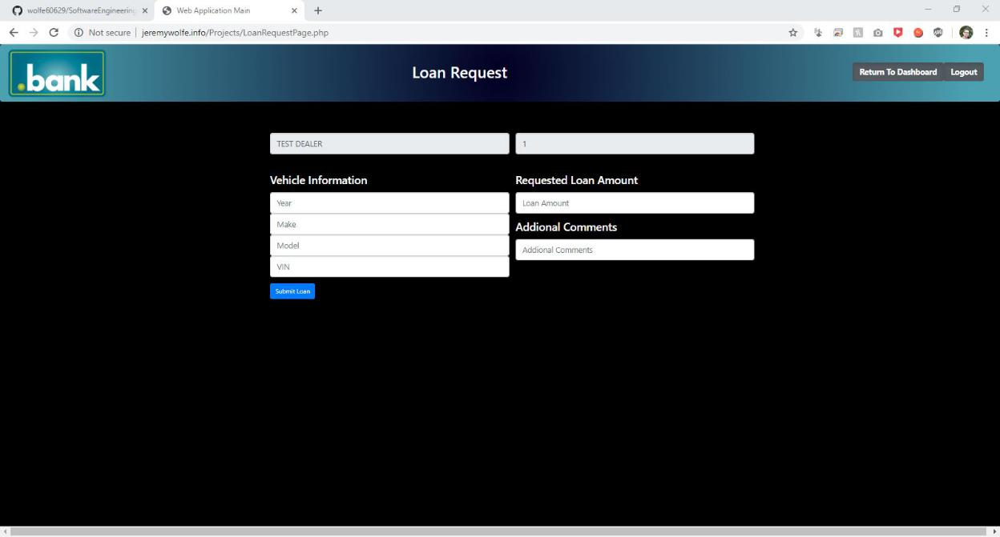 wolfe60629/SoftwareEngineering
Web Application Main
Not secure
jeremywolfe.info/Projects/LoanRequestPage.php
.bank
Loan Request
Return To Dashboard
Logout
TEST DEALER
1
Vehicle Information
Requested Loan Amount
Year
Loan Amount
Make
Addional Comments
Model
Addional Comments
VIN
Submit Loan